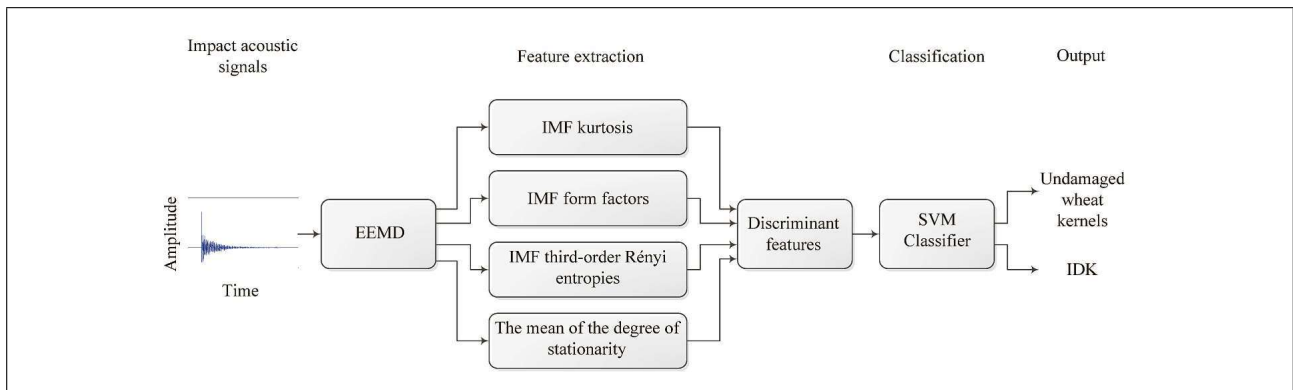 Impact acoustic
signals
Feature extraction
Classification
Output
Amplitude
Time
EEMD
IMF kurtosis
IMF form factors
IMF third-order Rényi
entropies
The mean of the degree of
stationarity
Discriminant
features
SVM
Classifier
Undamaged
wheat
kernels
IDK